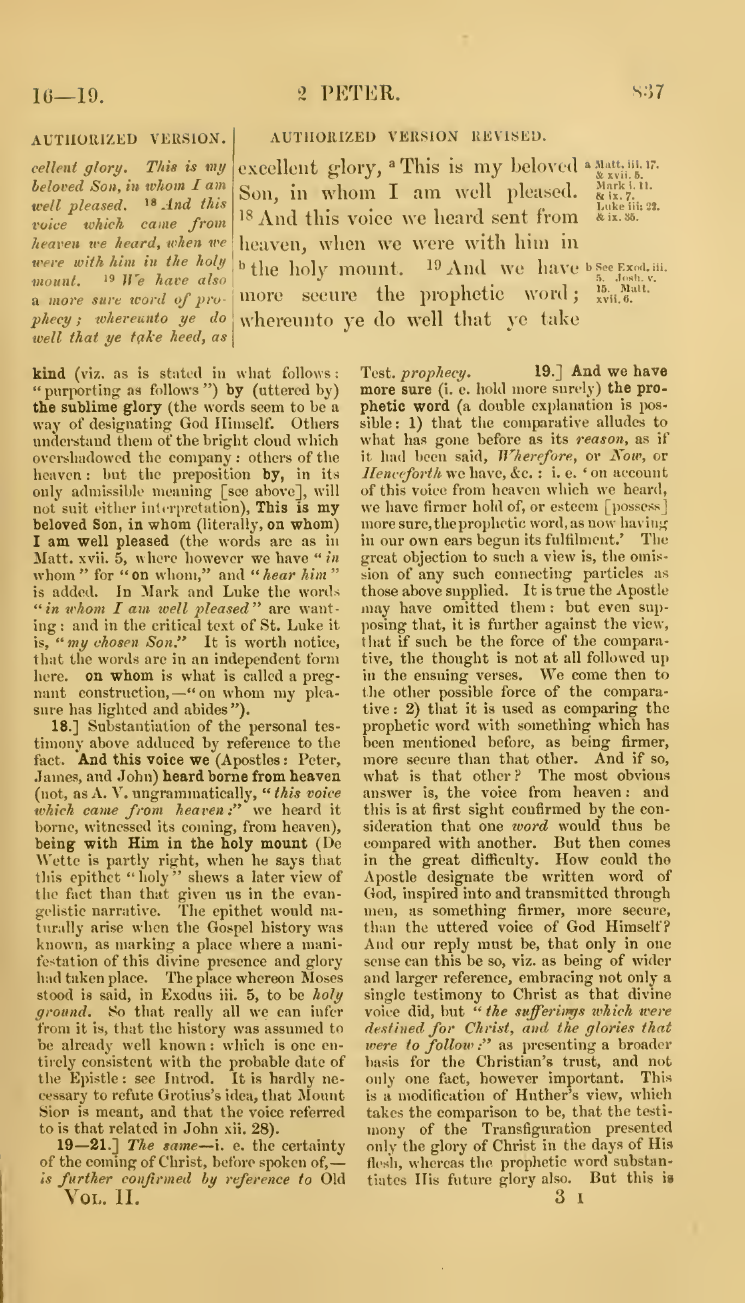 16—19.
2 PETER.
837
AUTHORIZED VERSION.
cellent glory. This is my
beloved Son, in whom I am
well pleased. 18 And this
voice which came from
heaven we heard, when we
were with him in the holy
mount. 19 We have also
a more sure word of pro-
phecy; whereunto ye do
well that ye take heed, as
AUTHORIZED VERSION REVISED.
excellent glory, a This is my beloved
Son, in whom I am well pleased.
18 And this voice we heard sent from
heaven, when we were with him in
b the holy mount. 19 And we have
more secure the prophetic word;
whereunto ye do well that ye take
a Matt. iii. 17.
& xvii. 5.
Mark i. 11.
& ix. 7.
Luke iii. 22.
& ix. 35.
b See Exod. iii.
5. Josh. v.
15. Matt.
xvii. 6.
kind (viz. as is stated in what follows:
“purporting as follows”) by (uttered by)
the sublime glory (the words seem to be a
way of designating God Himself. Others
understand them of the bright cloud which
overshadowed the company: others of the
heaven: but the preposition by, in its
only admissible meaning [see above], will
not suit either interpretation), This is my
beloved Son, in whom (literally, on whom)
I am well pleased (the words are as in
Matt. xvii. 5, where however we have “in
whom” for “on whom,” and “hear him”
is added. In Mark and Luke the words
“in whom I am well pleased” are want-
ing: and in the critical text of St. Luke it
is, “my chosen Son.” It is worth notice,
that the words are in an independent form
here. on whom is what is called a preg-
nant construction,—“on whom my plea-
sure has lighted and abides”).
18.] Substantiation of the personal tes-
timony above adduced by reference to the
fact. And this voice we (Apostles: Peter,
James, and John) heard borne from heaven
(not, as A. V. ungrammatically, “this voice
which came from heaven:” we heard it
borne, witnessed its coming, from heaven),
being with Him in the holy mount (De
Wette is partly right, when he says that
this epithet “holy” shews a later view of
the fact than that given us in the evan-
gelistic narrative. The epithet would na-
turally arise when the Gospel history was
known, as marking a place where a mani-
festation of this divine presence and glory
had taken place. The place whereon Moses
stood is said, in Exodus iii. 5, to be holy
ground. So that really all we can infer
from it is, that the history was assumed to
be already well known: which is one en-
tirely consistent with the probable date of
the Epistle: see Introd. It is hardly ne-
cessary to refute Grotius's idea, that Mount
Sion is meant, and that the voice referred
to is that related in John xii. 28).
19—21.] The same—i. e. the certainty
of the coming of Christ, before spoken of,—
is further confirmed by reference to Old
VOL. II.
Test. prophecy. 19.] And we have
more sure (i. e. hold more surely) the pro-
phetic word (a double explanation is pos-
sible: 1) that the comparative alludes to
what has gone before as its reason, as if
it had been said, Wherefore, or Now, or
Henceforth we have, &c.: i. e. ‘on account
of this voice from heaven which we heard,
we have firmer hold of, or esteem [possess]
more sure, the prophetic word, as now having
in our own ears begun its fulfilment.’ The
great objection to such a view is, the omis-
sion of any such connecting particles as
those above supplied. It is true the Apostle
may have omitted them: but even sup-
posing that, it is further against the view,
that if such be the force of the compara-
tive, the thought is not at all followed up
in the ensuing verses. We come then to
the other possible force of the compara-
tive: 2) that it is used as comparing the
prophetic word with something which has
been mentioned before, as being firmer,
more secure than that other. And if so,
what is that other? The most obvious
answer is, the voice from heaven: and
this is at first sight confirmed by the con-
sideration that one word would thus be
compared with another. But then comes
in the great difficulty. How could the
Apostle designate the written word of
God, inspired into and transmitted through
men, as something firmer, more secure,
than the uttered voice of God Himself?
And our reply must be, that only in one
sense can this be so, viz. as being of wider
and larger reference, embracing not only a
single testimony to Christ as that divine
voice did, but “the sufferings which were
destined for Christ, and the glories that
were to follow:” as presenting a broader
basis for the Christian's trust, and not
only one fact, however important. This
is a modification of Huther's view, which
takes the comparison to be, that the testi-
mony of the Transfiguration presented
only the glory of Christ in the days of His
flesh, whereas the prophetic word substan-
tiates His future glory also. But this is
3 I